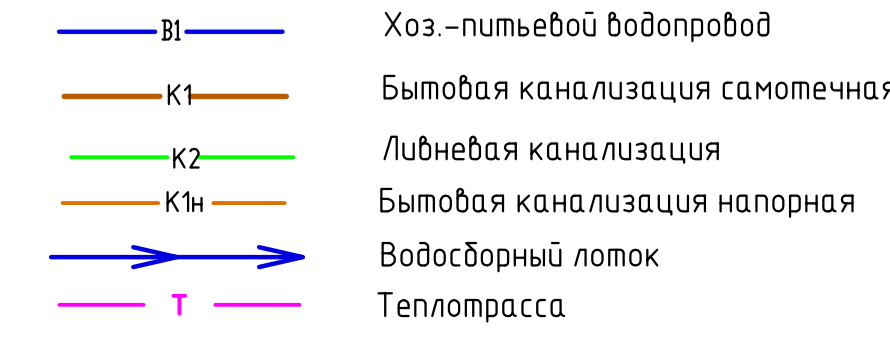 В1 Хоз.-питьевой водопровод
К1 Бытовая канализация самотечная
К2 Ливневая канализация
К1н Бытовая канализация напорная
Водосборный лоток
Т Теплотрасса